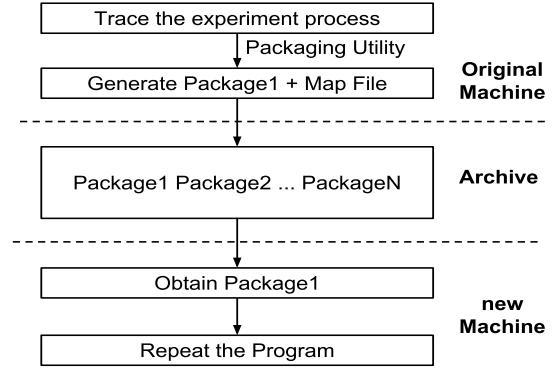 Trace the experiment process
Packaging Utility
Generate Package1 + Map File
Original
Machine
Package1 Package2 ... PackageN
Archive
Obtain Package1
new
Machine
Repeat the Program